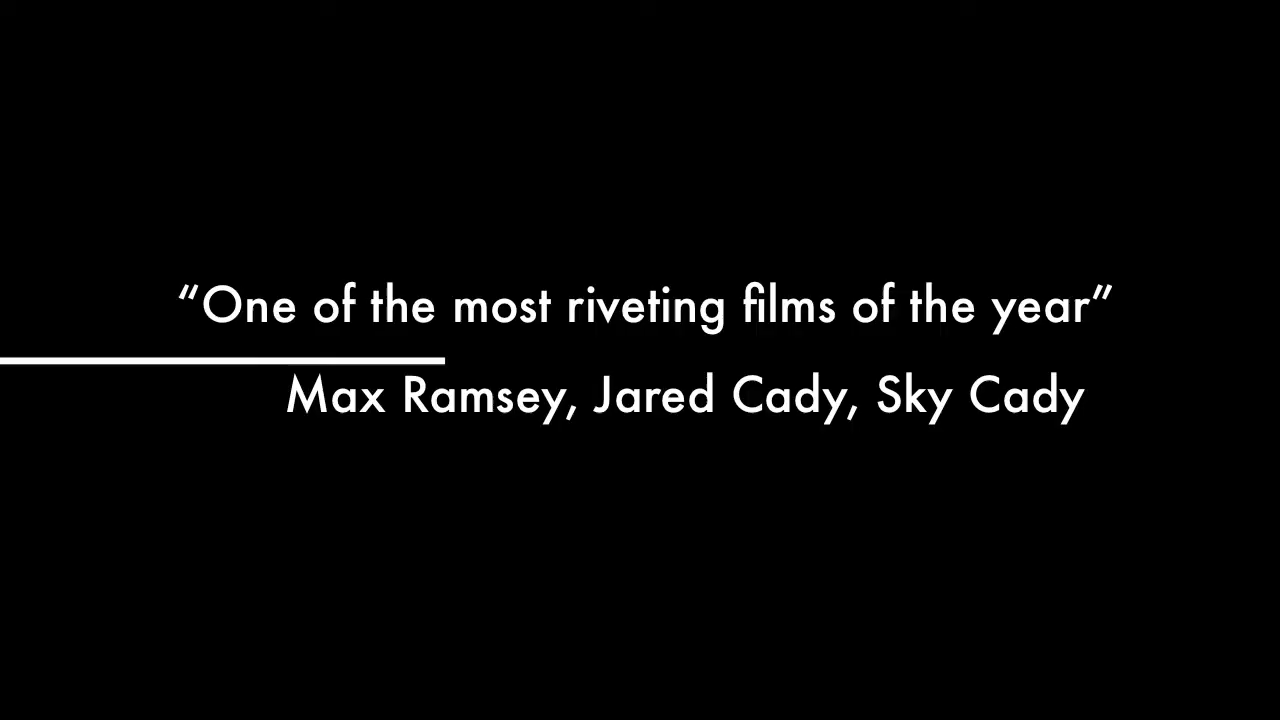 “One of the most riveting films of the year”
Max Ramsey, Jared Cady, Sky Cady